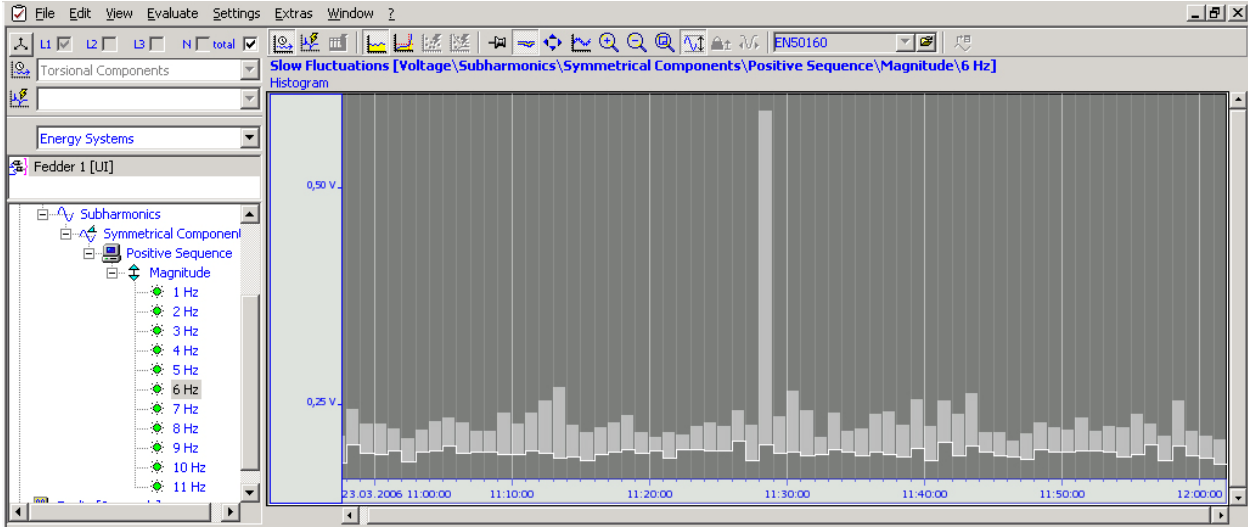 File Edit View Evaluate Settings Extras Window ?
L1 L2 L3 N total EN50160
Torsional Components
Energy Systems
Fedder 1 [UI]
Subharmonics
Symmetrical Component
Positive Sequence
Magnitude
1 Hz
2 Hz
3 Hz
4 Hz
5 Hz
6 Hz
7 Hz
8 Hz
9 Hz
10 Hz
11 Hz
Slow Fluctuations [Voltage\Subharmonics\Symmetrical Components\Positive Sequence\Magnitude\6 Hz]
Histogram
0,50 V
0,25 V
23.03.2006 11:00:00 11:10:00 11:20:00 11:30:00 11:40:00 11:50:00 12:00:00